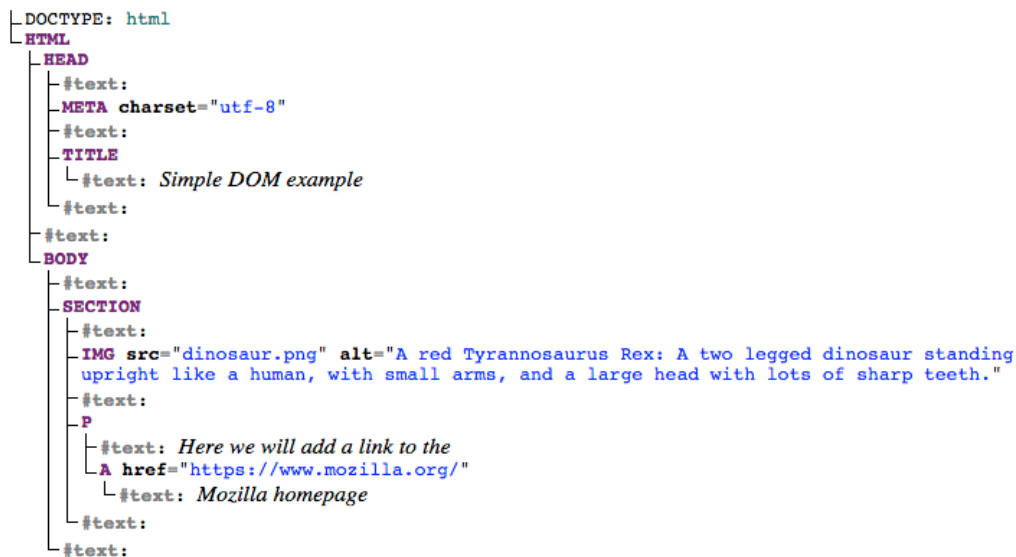 DOCTYPE: html
HTML
HEAD
#text:
META charset="utf-8"
#text:
TITLE
#text: Simple DOM example
#text:
#text:
BODY
#text:
SECTION
#text:
IMG src="dinosaur.png" alt="A red Tyrannosaurus Rex: A two legged dinosaur standing
upright like a human, with small arms, and a large head with lots of sharp teeth."
#text:
P
#text: Here we will add a link to the
A href="https://www.mozilla.org/"
#text: Mozilla homepage
#text:
#text: